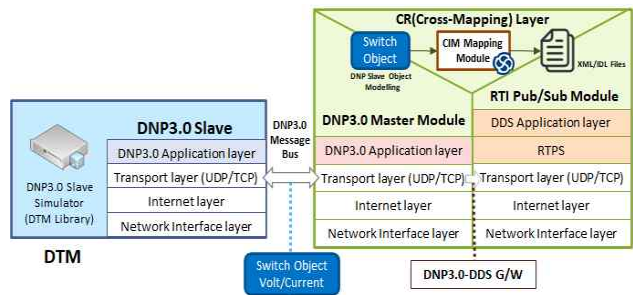 CR(Cross-Mapping) Layer
Switch
Object
CIM Mapping
Module
XML/IDL Files
DNP Slave Object
Modelling
DNP3.0 Slave
DNP3.0
Message
Bus
DNP3.0 Master Module
RTI Pub/Sub Module
DDS Application layer
DNP3.0 Application layer
DNP3.0 Application layer
RTPS
DNP3.0 Slave
Simulator
(DTM Library)
Transport layer (UDP/TCP)
Transport layer (UDP/TCP)
Transport layer (UDP/TCP)
Internet layer
Internet layer
Internet layer
Network Interface layer
Network Interface layer
Network Interface layer
DTM
Switch Object
Volt/Current
DNP3.0-DDS G/W